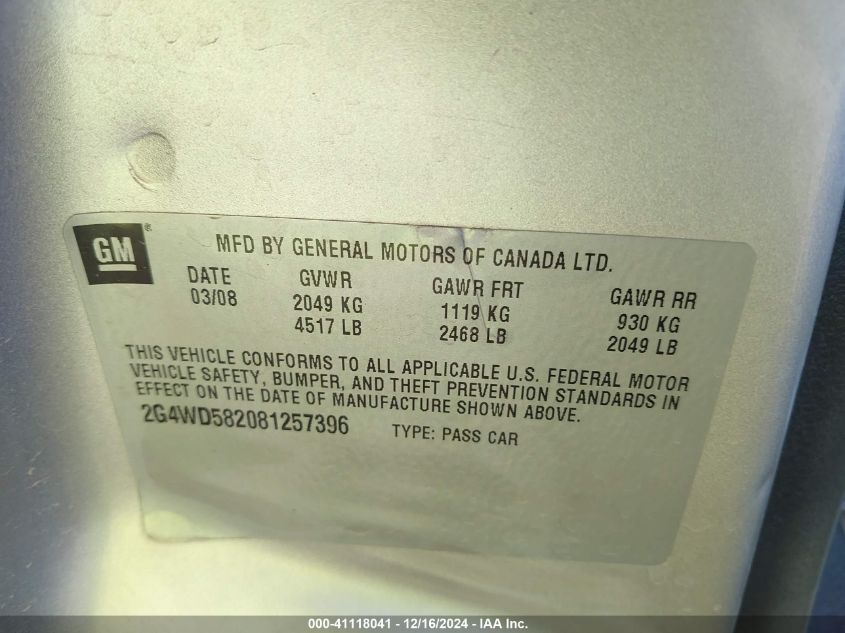 GM®
MFD BY GENERAL MOTORS OF CANADA LTD.
DATE GVWR GAWR FRT GAWR RR
03/08 2049 KG 1119 KG 930 KG
4517 LB 2468 LB 2049 LB
THIS VEHICLE CONFORMS TO ALL APPLICABLE U.S. FEDERAL MOTOR
VEHICLE SAFETY, BUMPER, AND THEFT PREVENTION STANDARDS IN
EFFECT ON THE DATE OF MANUFACTURE SHOWN ABOVE.
2G4WD582081257396 TYPE: PASS CAR
000-41118041 - 12/16/2024 - IAA Inc.